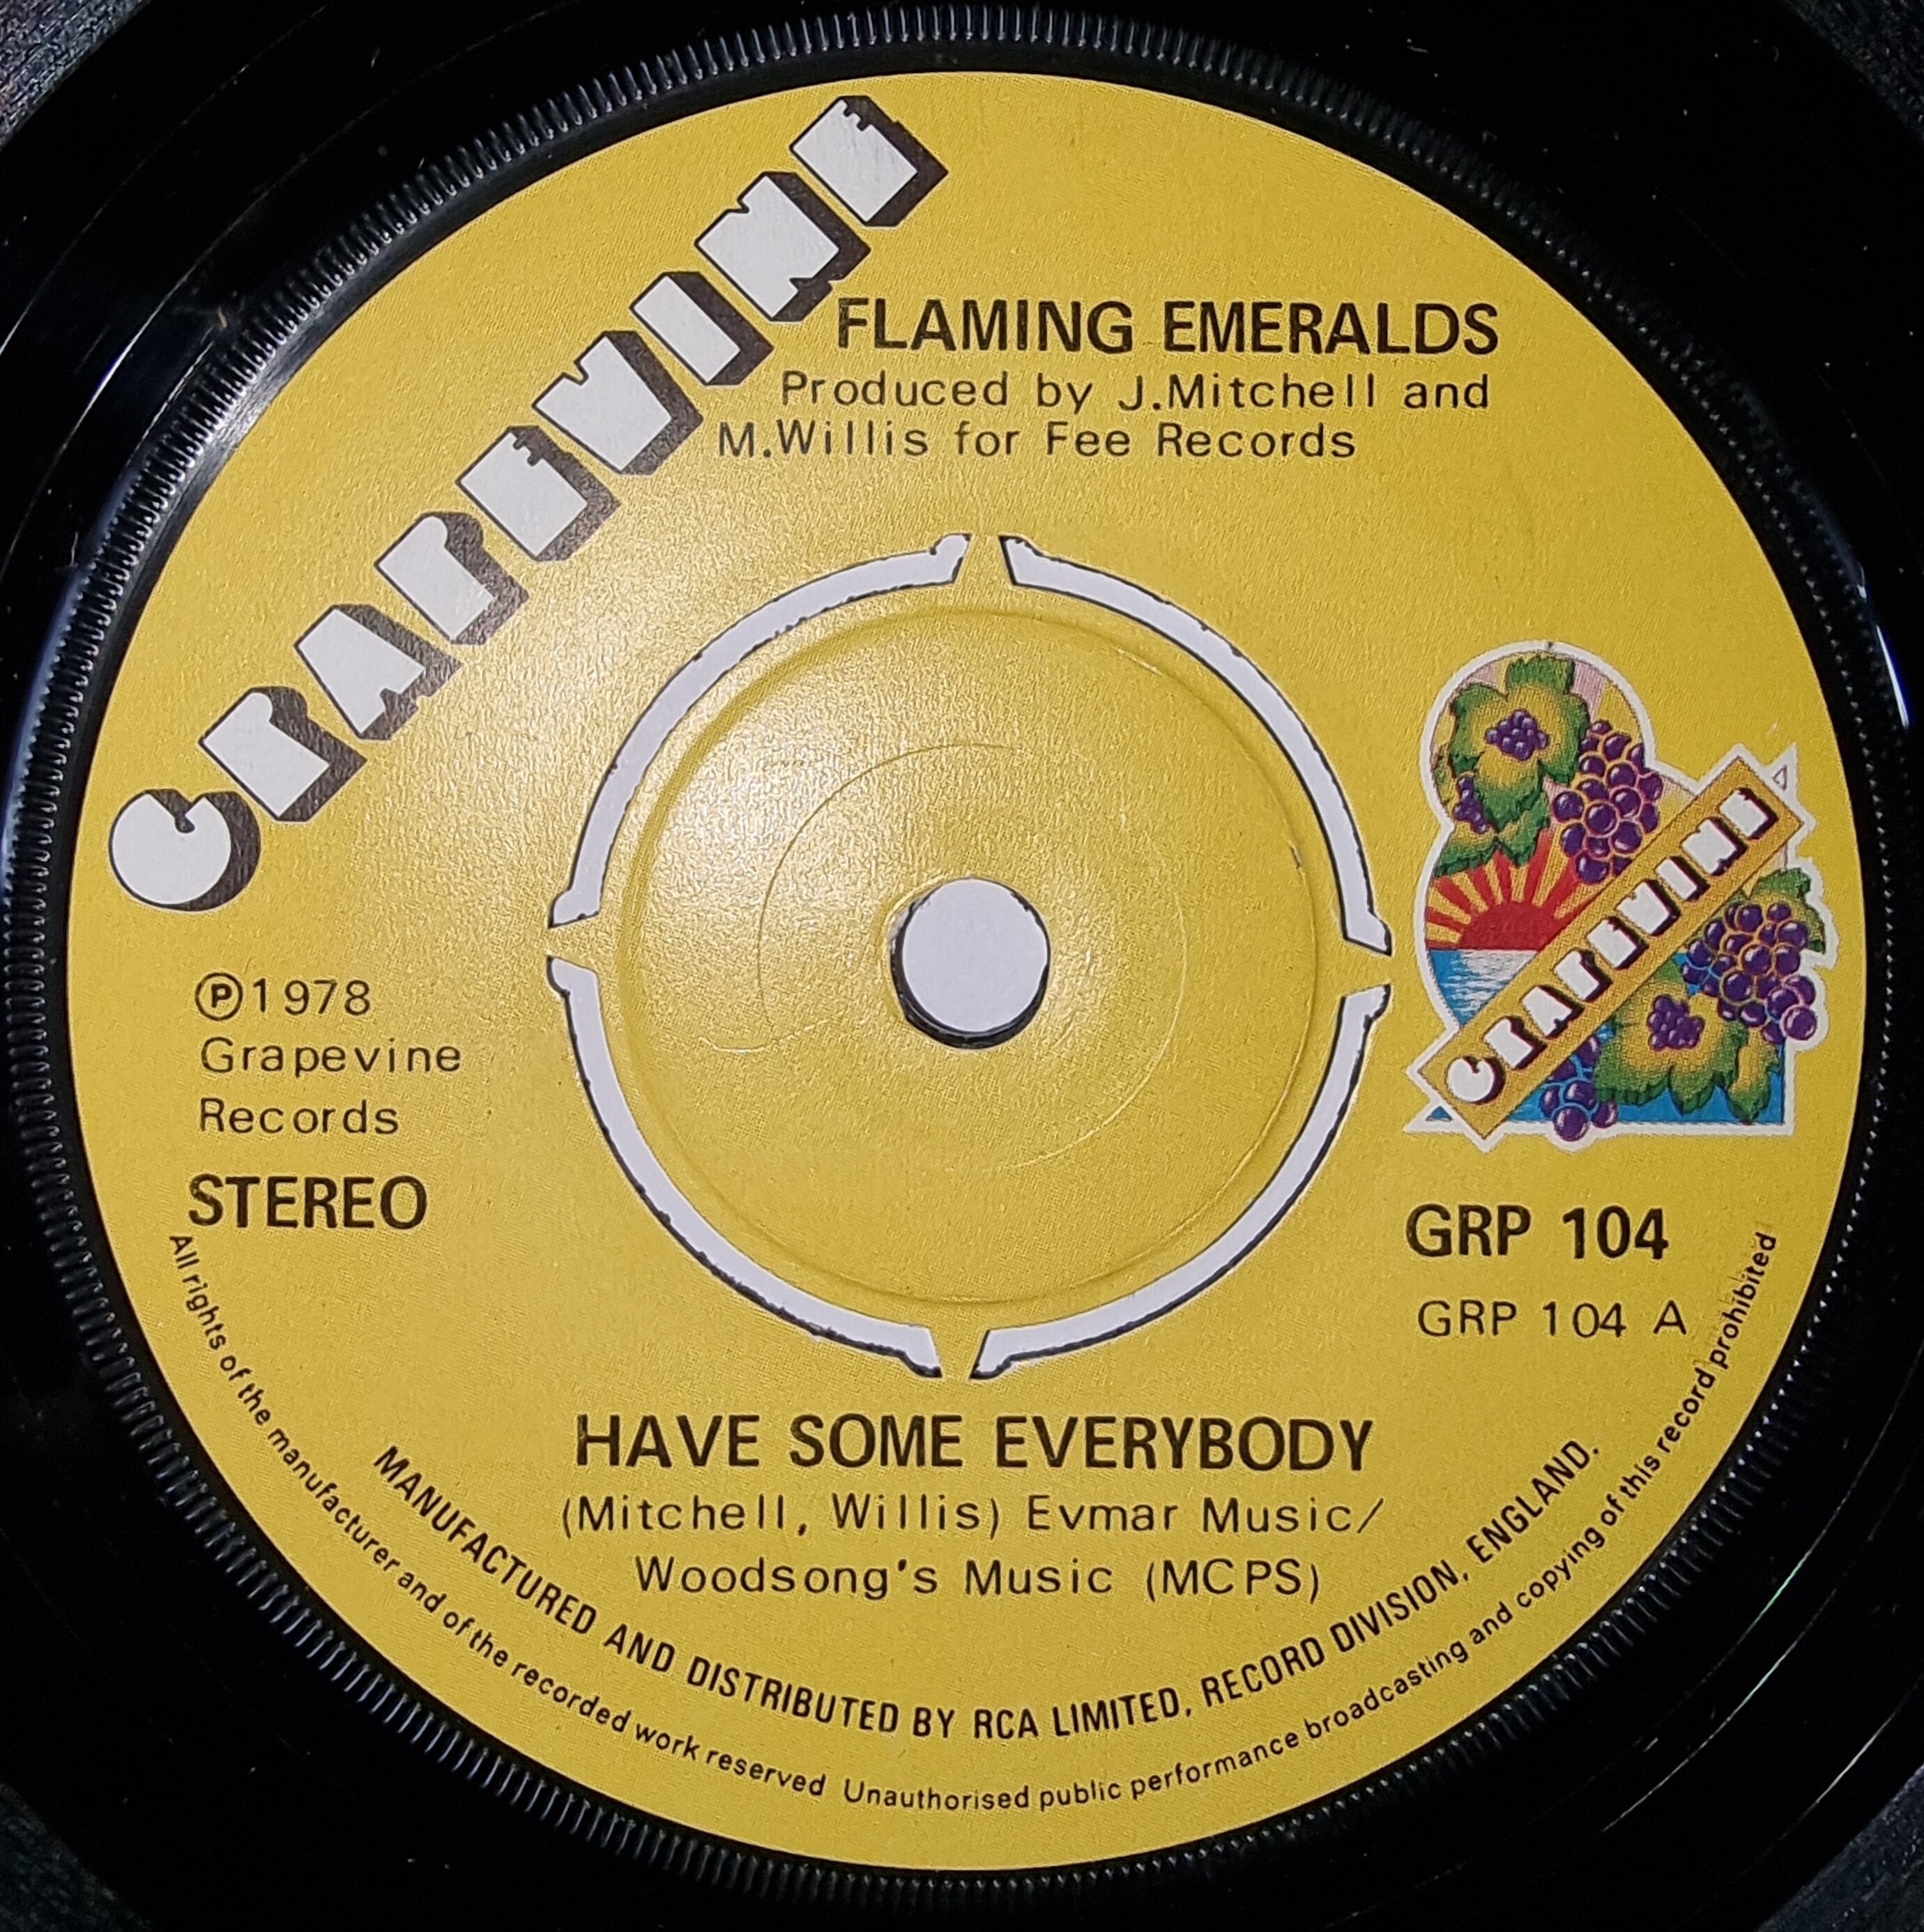 GRAPEVINE
FLAMING EMERALDS
Produced by J.Mitchell and
M.Willis for Fee Records
GRAPEVINE
℗1978
Grapevine
Records
STEREO
GRP 104
GRP 104 A
HAVE SOME EVERYBODY
(Mitchell, Willis) Evmar Music/
Woodsong's Music (MCPS)
MANUFACTURED AND DISTRIBUTED BY RCA LIMITED, RECORD DIVISION, ENGLAND.
All rights of the manufacturer and of the recorded work reserved Unauthorised public performance broadcasting and copying of this record prohibited